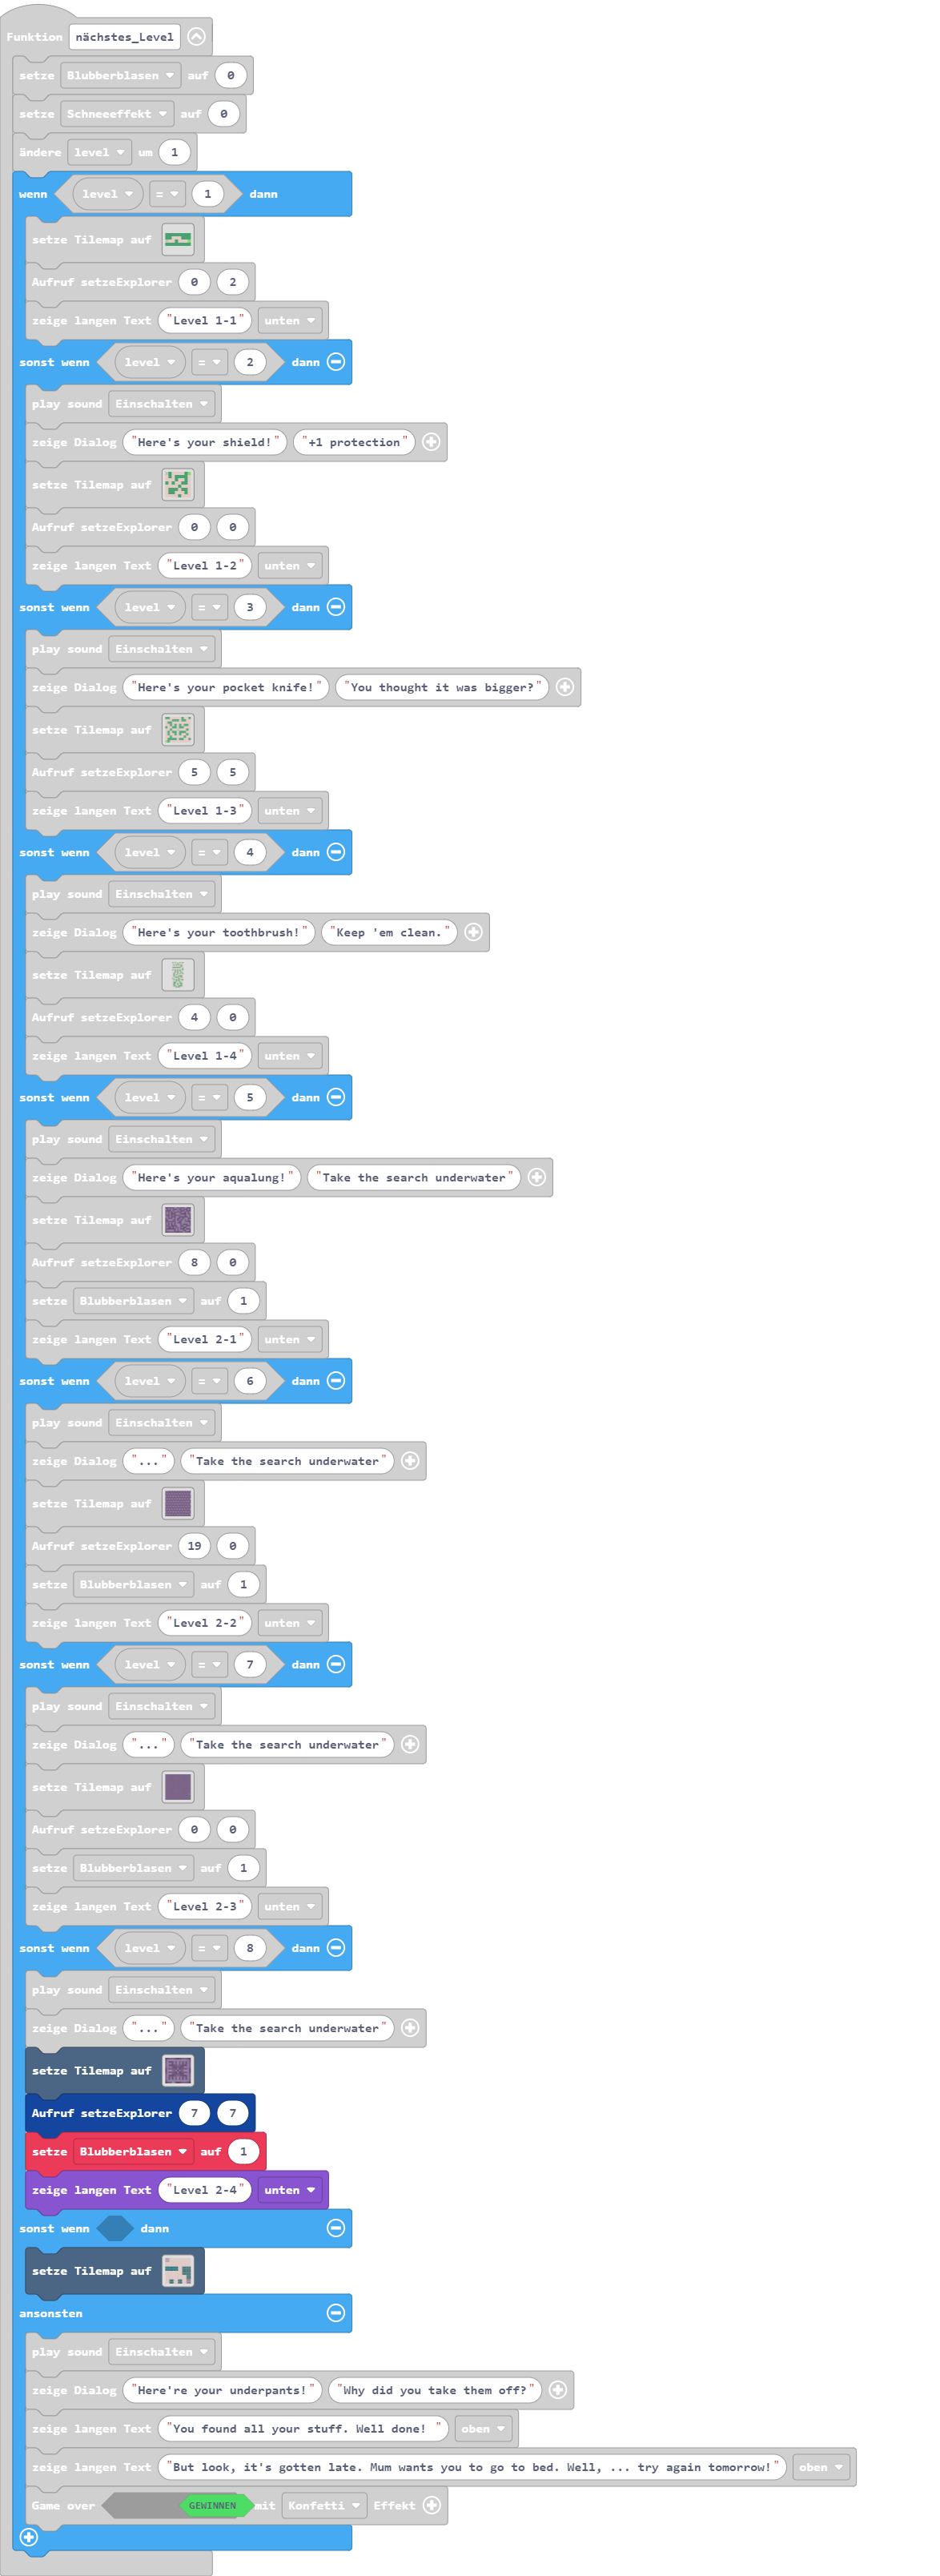 Funktion nächstes_Level
setze Blubberblasen auf 0
setze Schneeeffekt auf 0
ändere level um 1
wenn level = 1 dann
setze Tilemap auf
Aufruf setzeExplorer 0 2
zeige langen Text "Level 1-1" unten
sonst wenn level = 2 dann
play sound Einschalten
zeige Dialog "Here's your shield!" "+1 protection"
setze Tilemap auf
Aufruf setzeExplorer 0 0
zeige langen Text "Level 1-2" unten
sonst wenn level = 3 dann
play sound Einschalten
zeige Dialog "Here's your pocket knife!" "You thought it was bigger?"
setze Tilemap auf
Aufruf setzeExplorer 5 5
zeige langen Text "Level 1-3" unten
sonst wenn level = 4 dann
play sound Einschalten
zeige Dialog "Here's your toothbrush!" "Keep 'em clean."
setze Tilemap auf
Aufruf setzeExplorer 4 0
zeige langen Text "Level 1-4" unten
sonst wenn level = 5 dann
play sound Einschalten
zeige Dialog "Here's your aqualung!" "Take the search underwater"
setze Tilemap auf
Aufruf setzeExplorer 8 0
setze Blubberblasen auf 1
zeige langen Text "Level 2-1" unten
sonst wenn level = 6 dann
play sound Einschalten
zeige Dialog "..." "Take the search underwater"
setze Tilemap auf
Aufruf setzeExplorer 19 0
setze Blubberblasen auf 1
zeige langen Text "Level 2-2" unten
sonst wenn level = 7 dann
play sound Einschalten
zeige Dialog "..." "Take the search underwater"
setze Tilemap auf
Aufruf setzeExplorer 0 0
setze Blubberblasen auf 1
zeige langen Text "Level 2-3" unten
sonst wenn level = 8 dann
play sound Einschalten
zeige Dialog "..." "Take the search underwater"
setze Tilemap auf
Aufruf setzeExplorer 7 7
setze Blubberblasen auf 1
zeige langen Text "Level 2-4" unten
sonst wenn dann
setze Tilemap auf
ansonsten
play sound Einschalten
zeige Dialog "Here're your underpants!" "Why did you take them off?"
zeige langen Text "You found all your stuff. Well done! " oben
zeige langen Text "But look, it's gotten late. Mum wants you to go to bed. Well, ... try again tomorrow!" oben
Game over GEWINNEN mit Konfetti Effekt